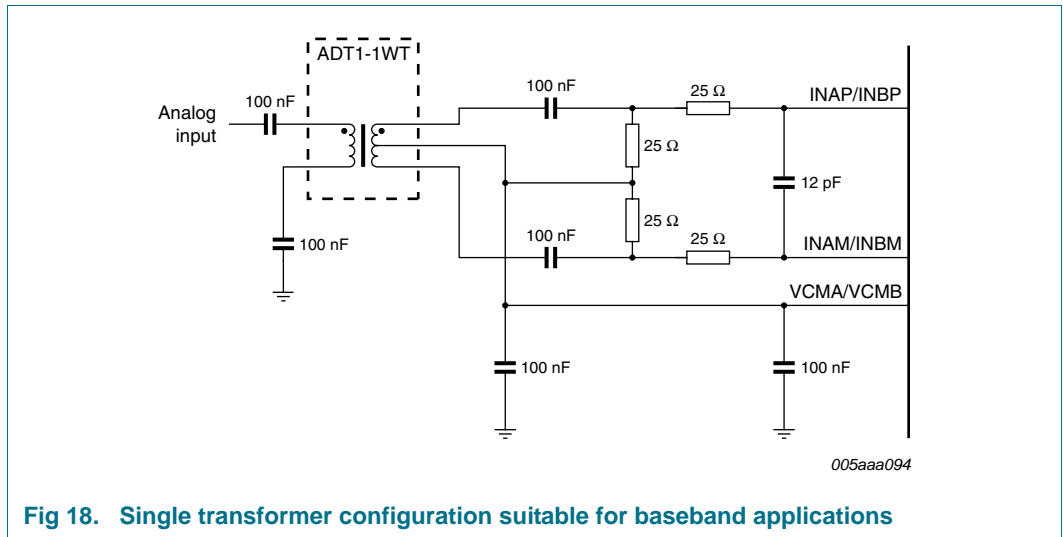 ADT1-1WT
100 nF
25 Ω
INAP/INBP
Analog
input
100 nF
25 Ω
12 pF
25 Ω
100 nF
100 nF
25 Ω
INAM/INBM
VCMA/VCMB
100 nF
100 nF
005aaa094
Fig 18. Single transformer configuration suitable for baseband applications